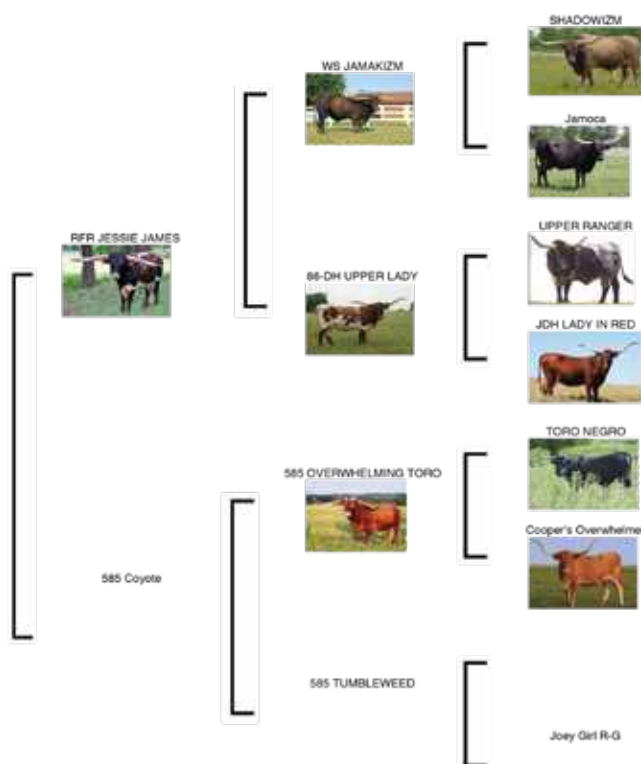 SHADOWIZM
WS JAMAKIZM
Jamoca
UPPER RANGER
RFR JESSIE JAMES
86-DH UPPER LADY
JDH LADY IN RED
TORO NEGRO
585 OVERWHELMING TORO
Cooper's Overwhelmer
585 Coyote
585 TUMBLEWEED
Joey Girl R-G